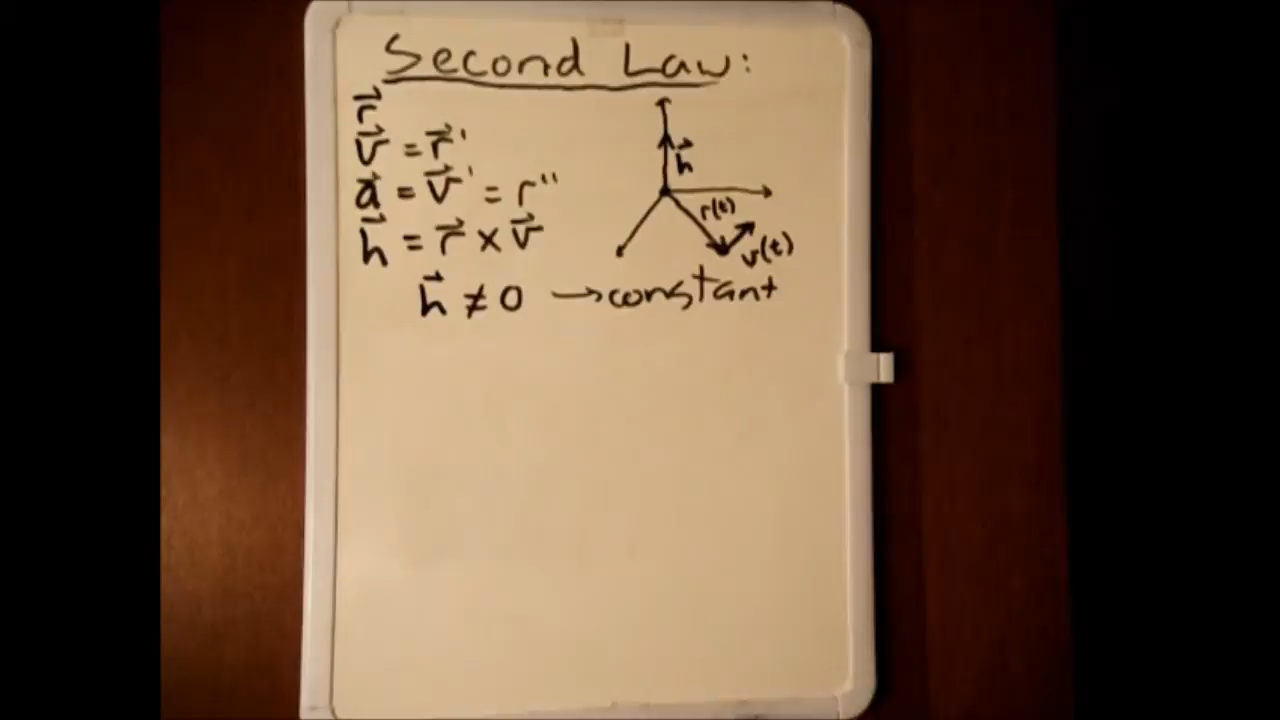 Second Law:
r⃗
v⃗ = r⃗'
a⃗ = v⃗' = r''
h⃗ = r⃗ × v⃗
h⃗ ≠ 0 → constant
h⃗
r(t)
v(t)